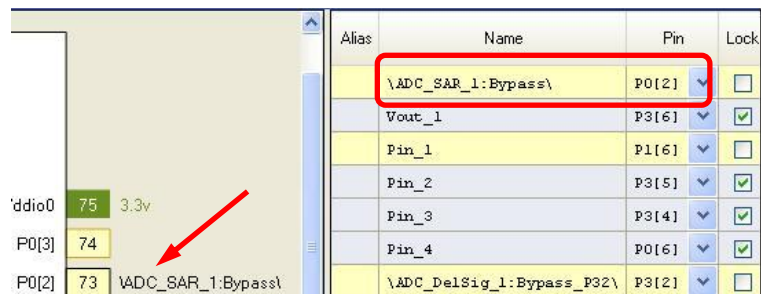 Alias Name Pin Lock
\ADC_SAR_1:Bypass\ P0[2]
Vout_1 P3[6]
Pin_1 P1[6]
Pin_2 P3[5]
Pin_3 P3[4]
Pin_4 P0[6]
\ADC_DelSig_1:Bypass_P32\ P3[2]
ddio0 75 3.3v
P0[3] 74
P0[2] 73 \ADC_SAR_1:Bypass\